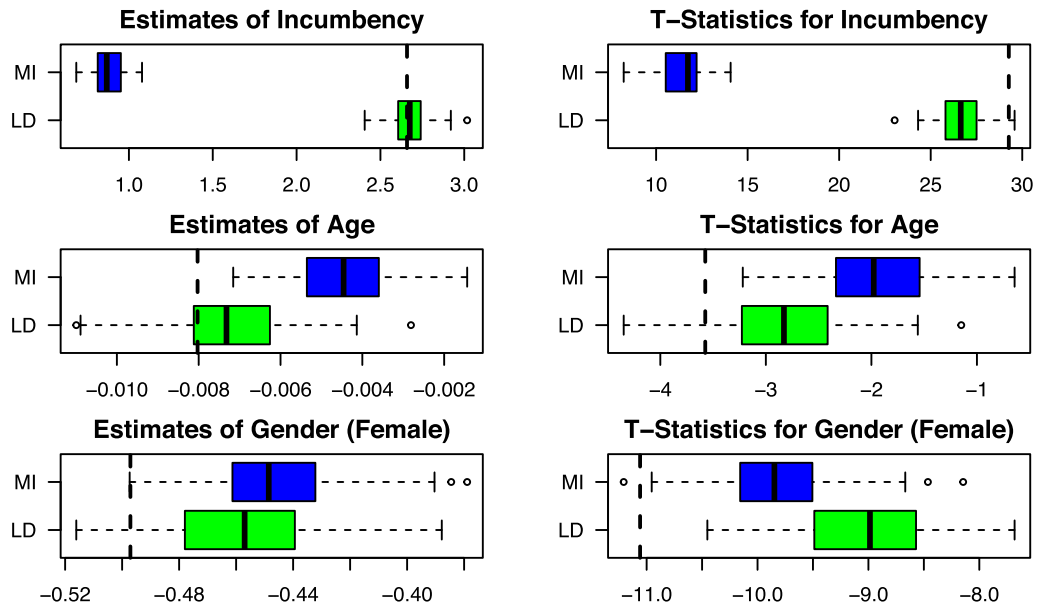 Estimates of Incumbency
MI
LD
1.0 1.5 2.0 2.5 3.0
T−Statistics for Incumbency
MI
LD
10 15 20 25 30
Estimates of Age
MI
LD
−0.010 −0.008 −0.006 −0.004 −0.002
T−Statistics for Age
MI
LD
−4 −3 −2 −1
Estimates of Gender (Female)
MI
LD
−0.52 −0.48 −0.44 −0.40
T−Statistics for Gender (Female)
MI
LD
−11.0 −10.0 −9.0 −8.0